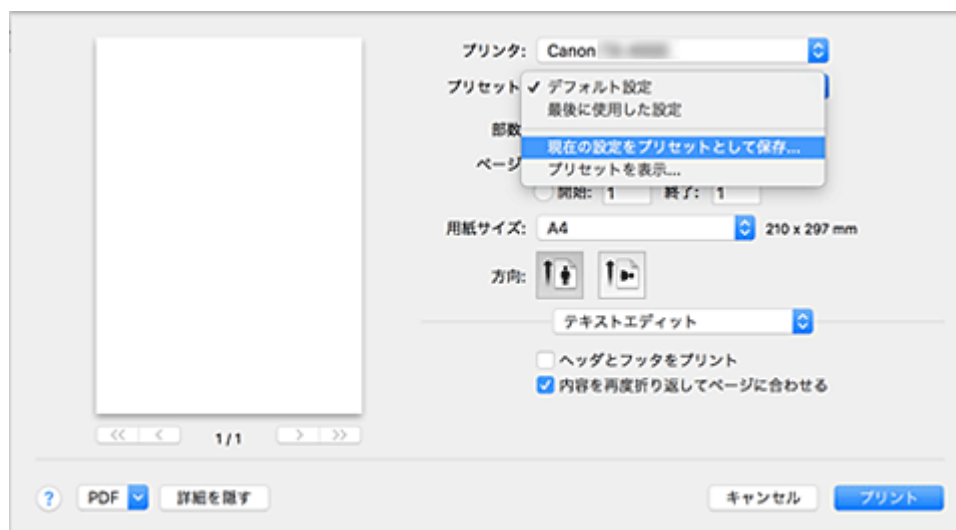 プリンタ: Canon
プリセット ✓ デフォルト設定
最後に使用した設定
部数
現在の設定をプリセットとして保存...
ページ
プリセットを表示...
開始: 1 終了: 1
用紙サイズ: A4 210 x 297 mm
方向:
テキストエディット
ヘッダとフッタをプリント
内容を再度折り返してページに合わせる
<< < 1 / 1 > >>
? PDF 詳細を隠す キャンセル プリント